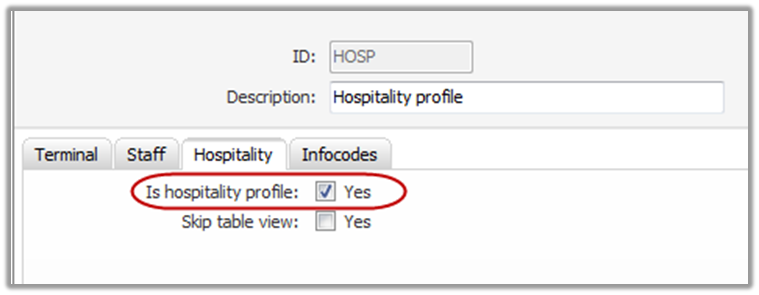 ID: HOSP
Description: Hospitality profile
Terminal Staff Hospitality Infocodes
Is hospitality profile: Yes
Skip table view: Yes